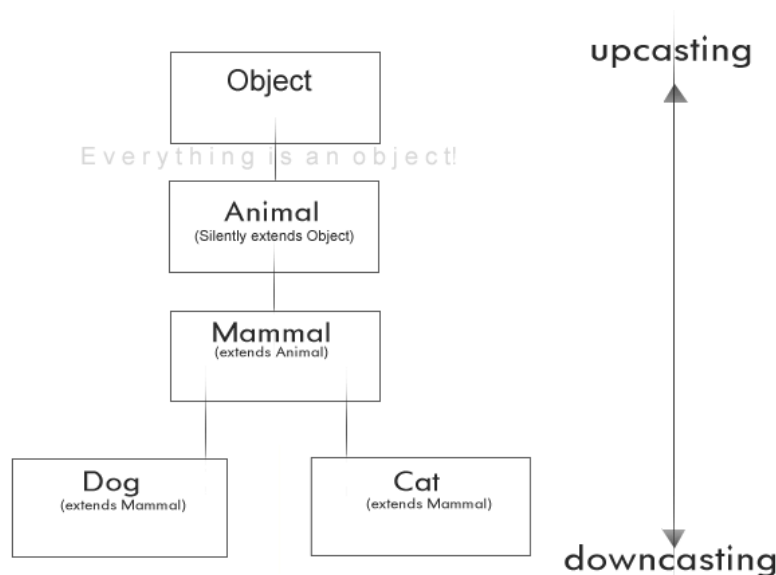 Object
upcasting
Everything is an object!
Animal
(Silently extends Object)
Mammal
(extends Animal)
Dog
(extends Mammal)
Cat
(extends Mammal)
downcasting